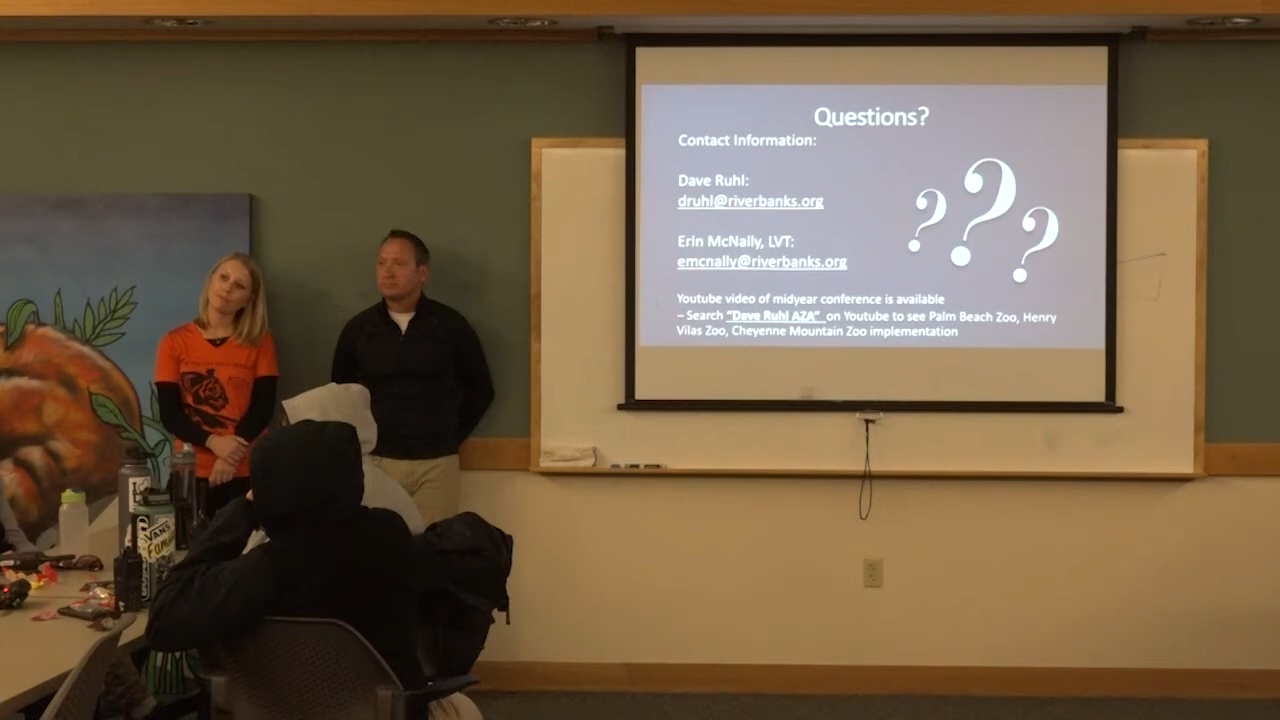 Questions?
Contact Information:
Dave Ruhl:
druhl@riverbanks.org
Erin McNally, LVT:
emcnally@riverbanks.org
Youtube video of midyear conference is available
– Search "Dave Ruhl AZA" on Youtube to see Palm Beach Zoo, Henry
Vilas Zoo, Cheyenne Mountain Zoo implementation
? ? ?
VANS